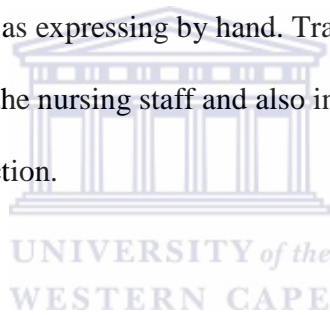 as expressing by hand. Tra
he nursing staff and also in
tion.
UNIVERSITY of the
WESTERN CAPE